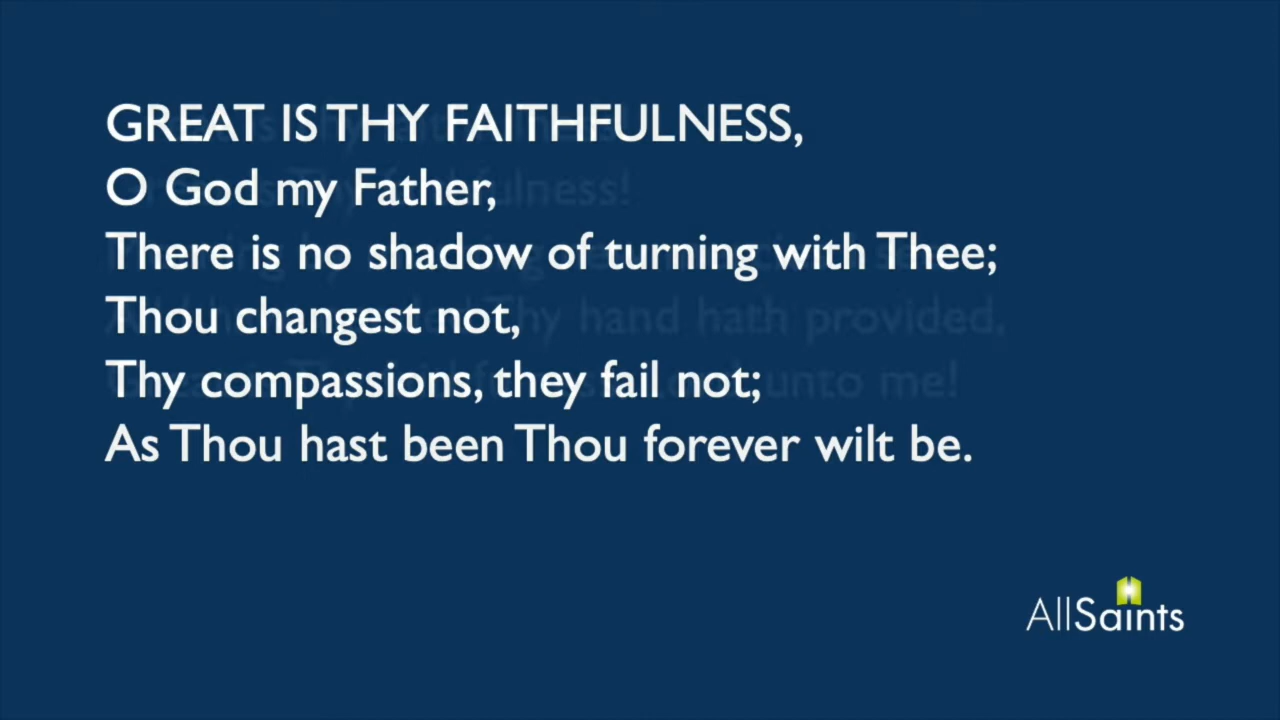 GREAT IS THY FAITHFULNESS,
O God my Father,
There is no shadow of turning with Thee;
Thou changest not,
Thy compassions, they fail not;
As Thou hast been Thou forever wilt be.
AllSaints